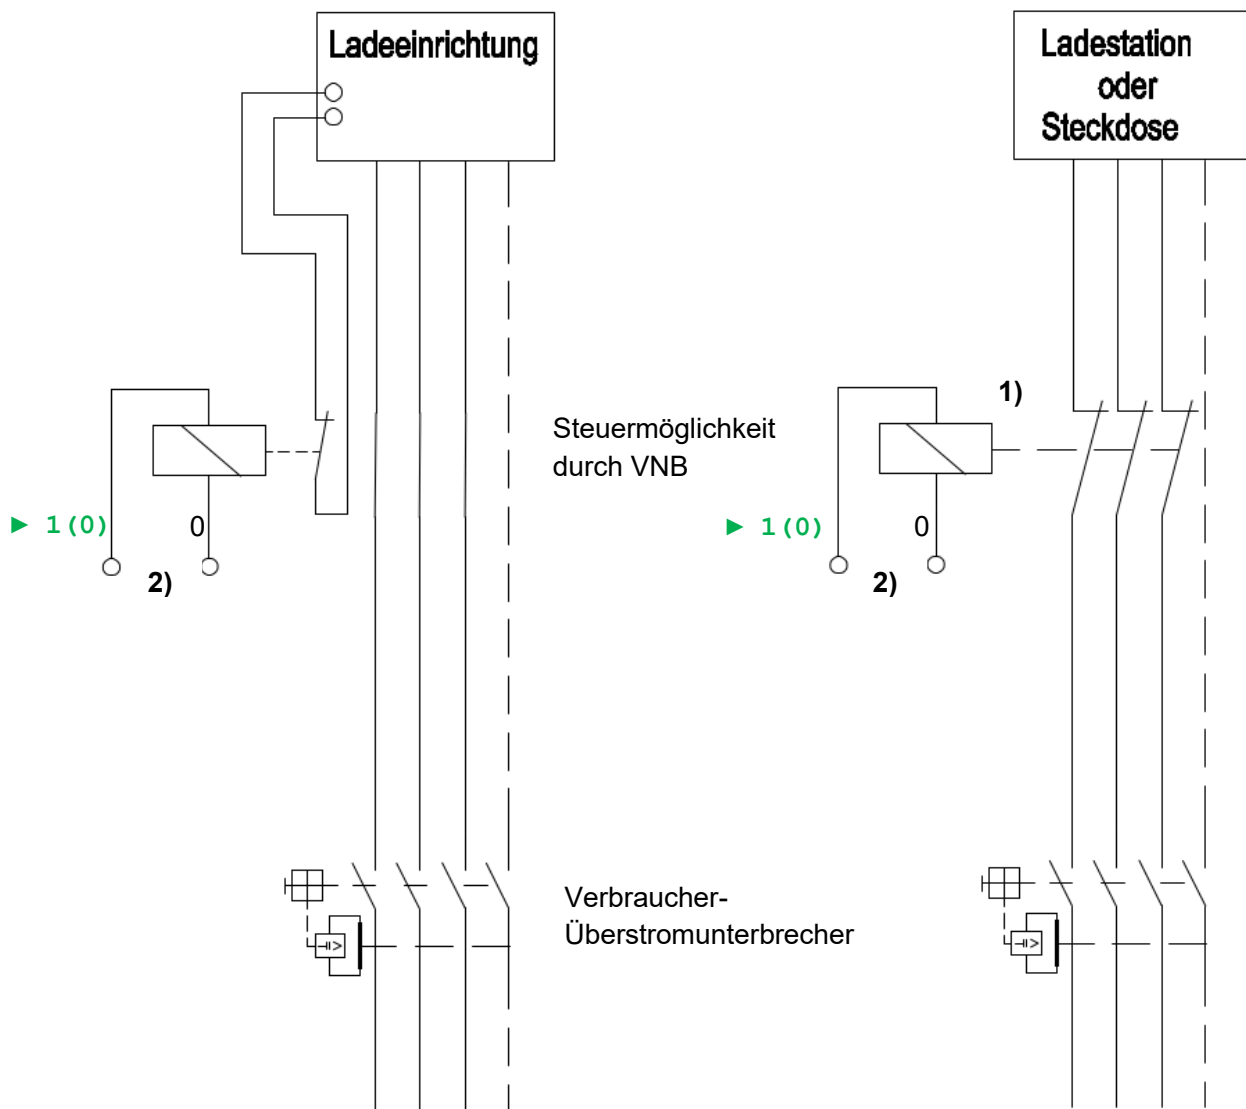 Ladeeinrichtung
Ladestation
oder
Steckdose
1)
Steuermöglichkeit
durch VNB
► 1(0)
0
2)
► 1(0)
0
2)
Verbraucher-
Überstromunterbrecher